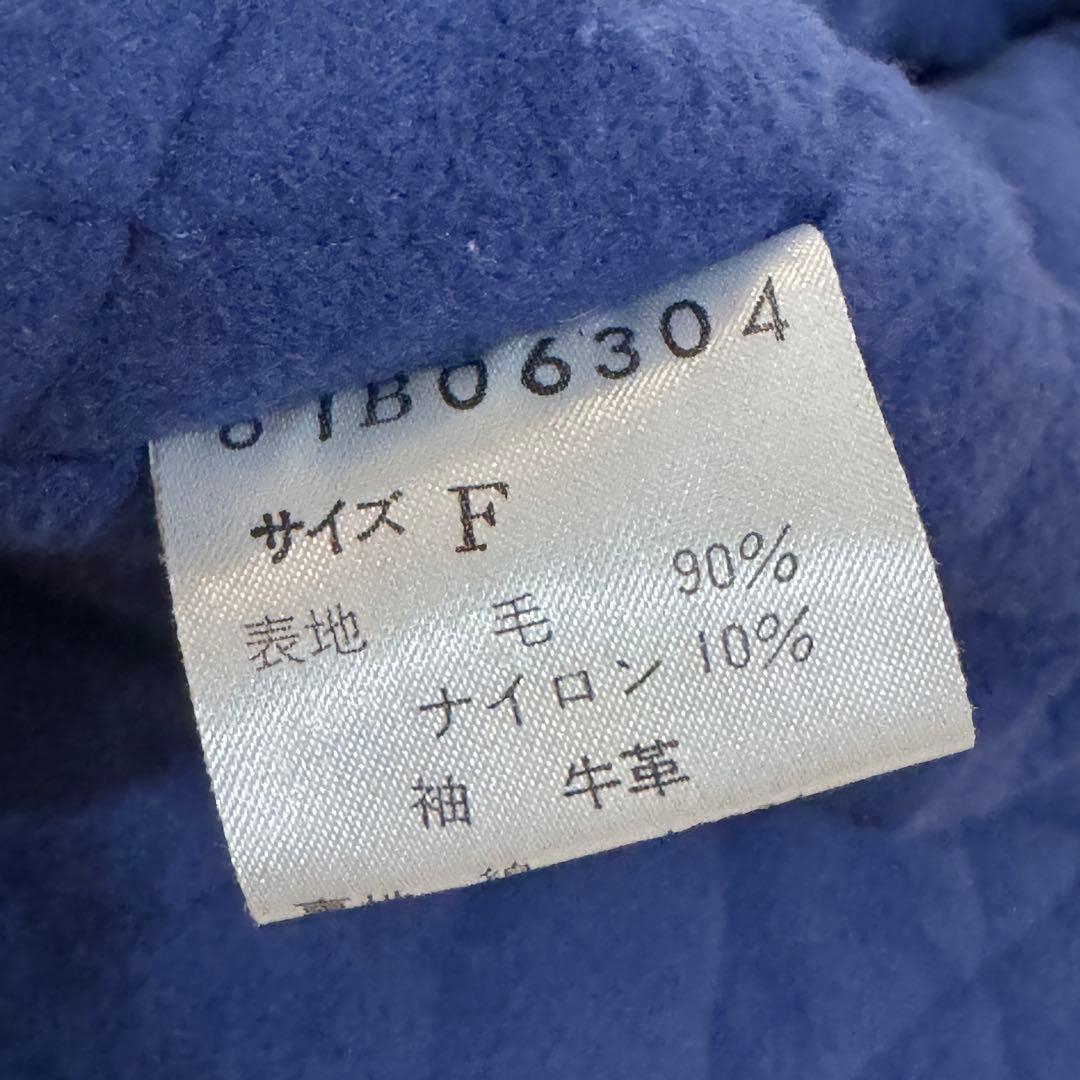 1B06304
サイズ F
表地 毛 90%
ナイロン 10%
袖 牛革